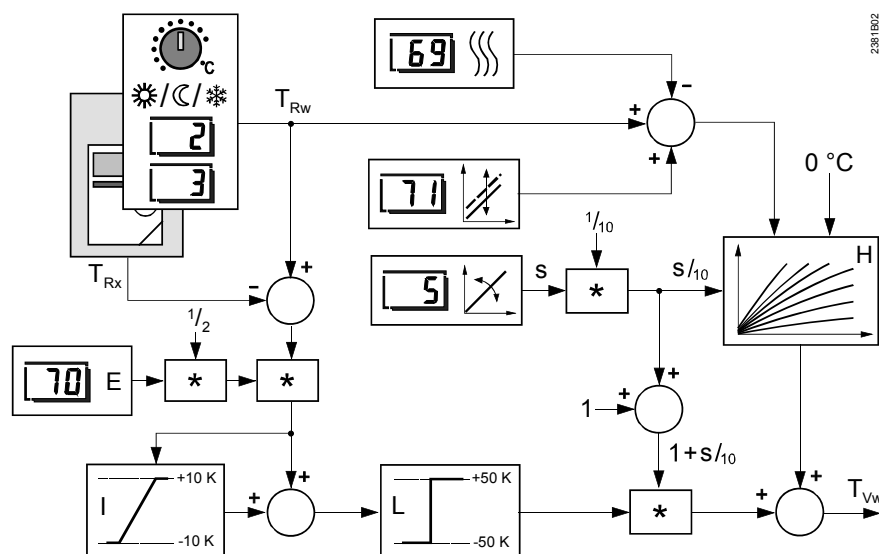 2381B02
69
°C
T_Rw
−
+
+
2
3
71
0 °C
1/10
H
T_Rx
+
−
5
s
*
s/10
1/2
70 E
*
*
+
1
+
1+s/10
+10 K
I
-10 K
+
+
+50 K
L
-50 K
*
+
+
T_Vw